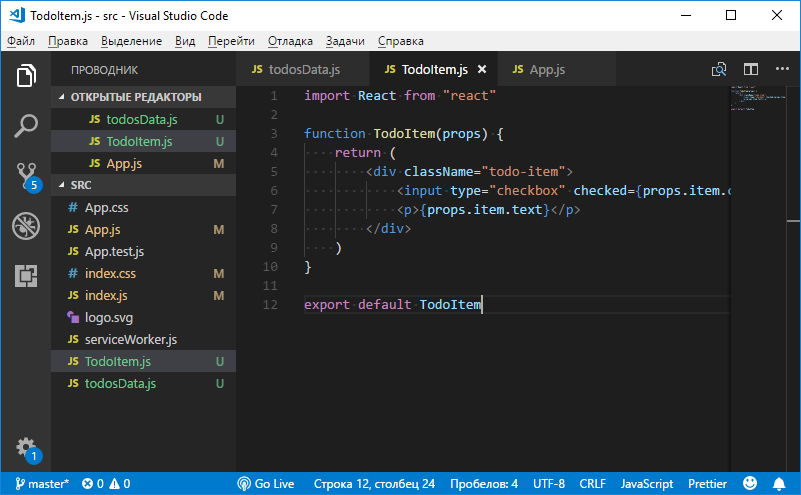 TodoItem.js - src - Visual Studio Code
Файл Правка Выделение Вид Перейти Отладка Задачи Справка
ПРОВОДНИК
ОТКРЫТЫЕ РЕДАКТОРЫ
JS todosData.js U
JS TodoItem.js U
JS App.js M
SRC
# App.css
JS App.js M
JS App.test.js
# index.css M
JS index.js M
logo.svg
JS serviceWorker.js
JS TodoItem.js U
JS todosData.js U
5
1
JS todosData.js JS TodoItem.js JS App.js
1 import React from "react"
2
3 function TodoItem(props) {
4 return (
5 <div className="todo-item">
6 <input type="checkbox" checked={props.item.c
7 <p>{props.item.text}</p>
8 </div>
9 )
10 }
11
12 export default TodoItem
master* 0 0 Go Live Строка 12, столбец 24 Пробелов: 4 UTF-8 CRLF JavaScript Prettier